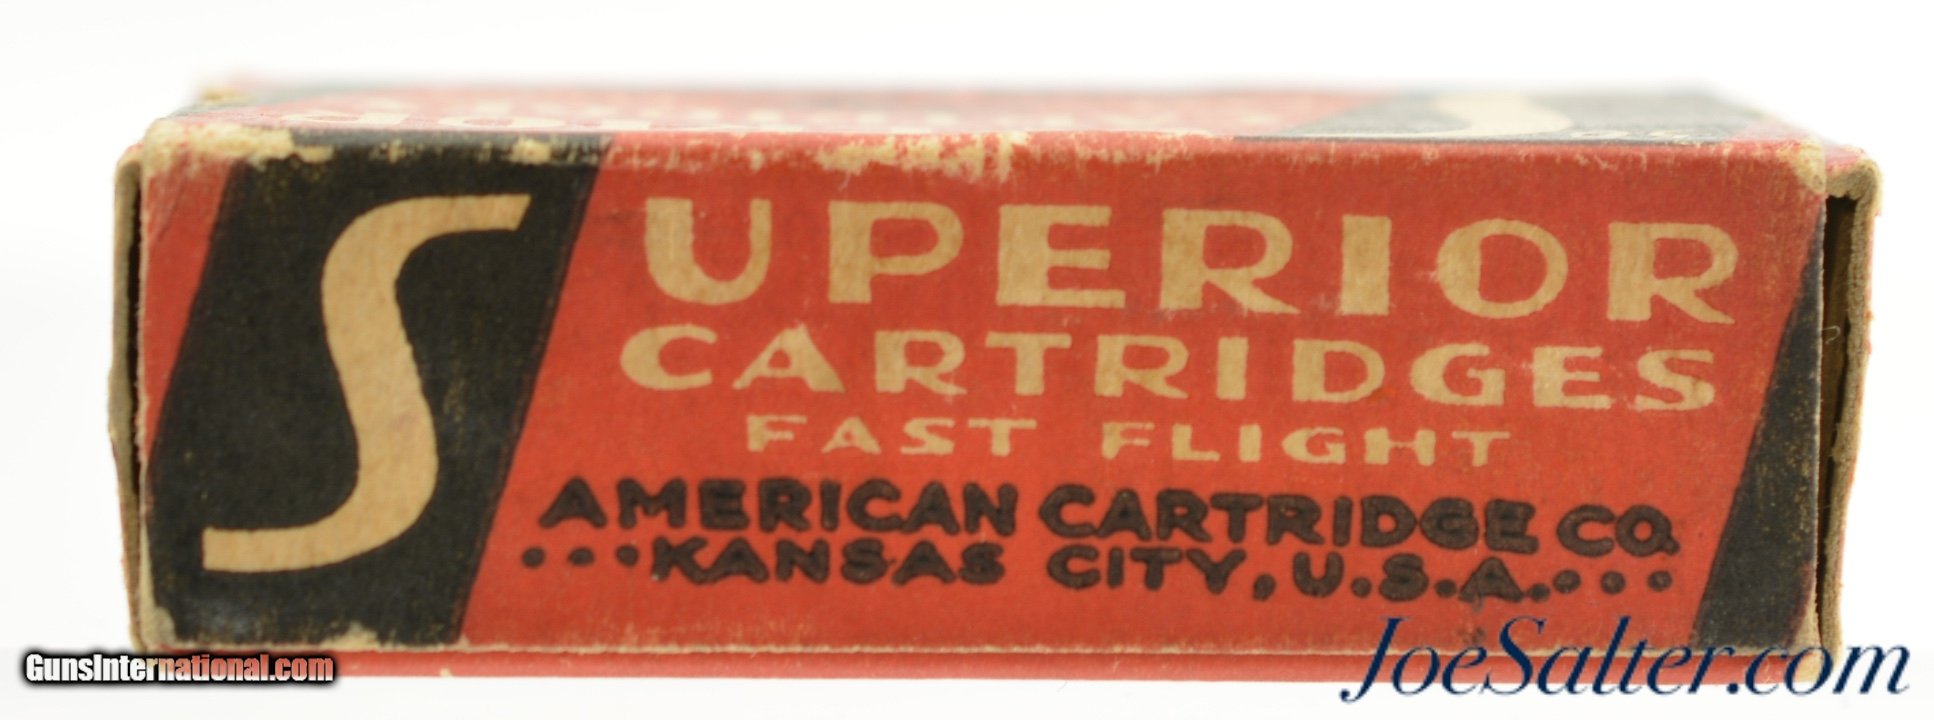 SUPERIOR
CARTRIDGES
FAST FLIGHT
AMERICAN CARTRIDGE CO.
...KANSAS CITY, U.S.A....
GunsInternational.com
JoeSalter.com